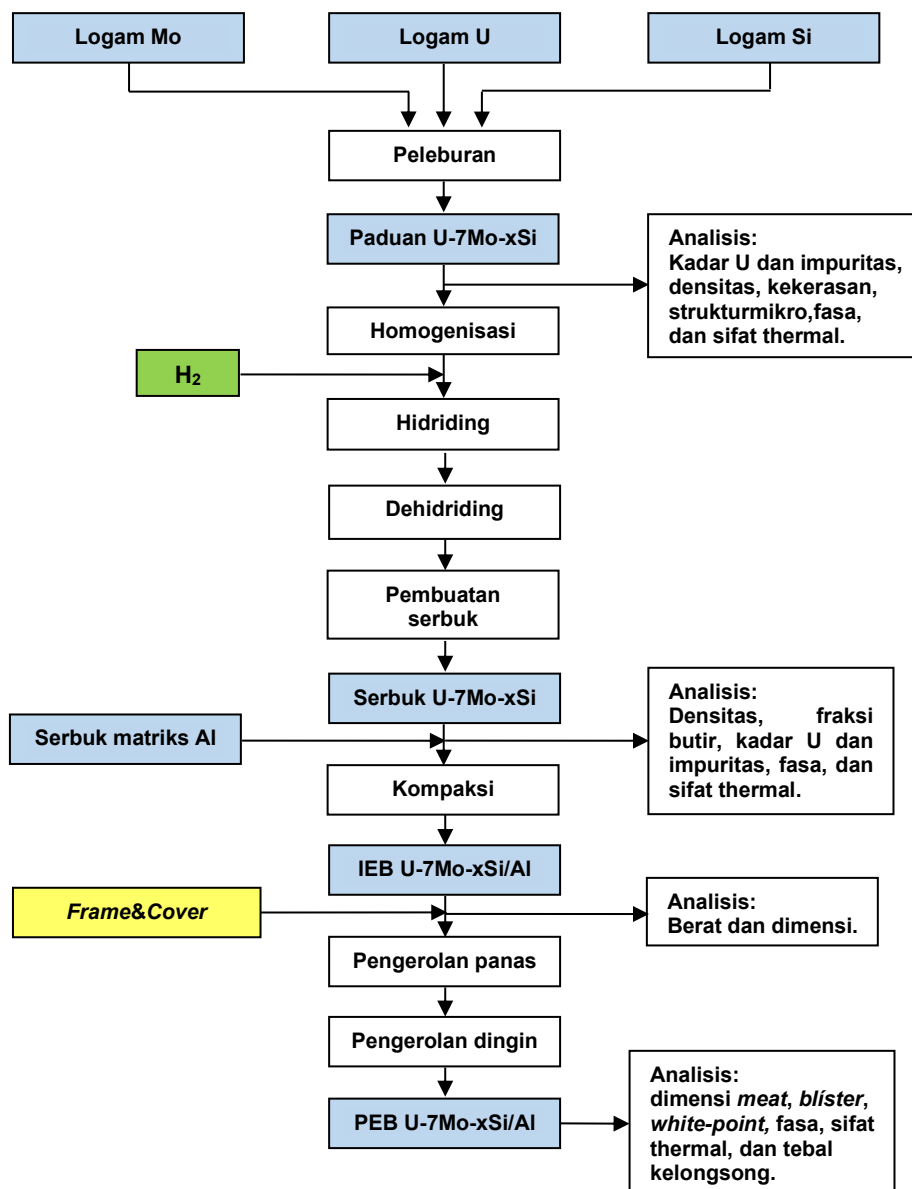 Logam Mo
Logam U
Logam Si
Peleburan
Paduan U-7Mo-xSi
Analisis:
Kadar U dan impuritas,
densitas, kekerasan,
strukturmikro,fasa,
dan sifat thermal.
Homogenisasi
H₂
Hidriding
Dehidriding
Pembuatan
serbuk
Serbuk U-7Mo-xSi
Analisis:
Densitas, fraksi
butir, kadar U dan
impuritas, fasa, dan
sifat thermal.
Serbuk matriks Al
Kompaksi
IEB U-7Mo-xSi/Al
Frame&Cover
Analisis:
Berat dan dimensi.
Pengerolan panas
Pengerolan dingin
PEB U-7Mo-xSi/Al
Analisis:
dimensi meat, blíster,
white-point, fasa, sifat
thermal, dan tebal
kelongsong.